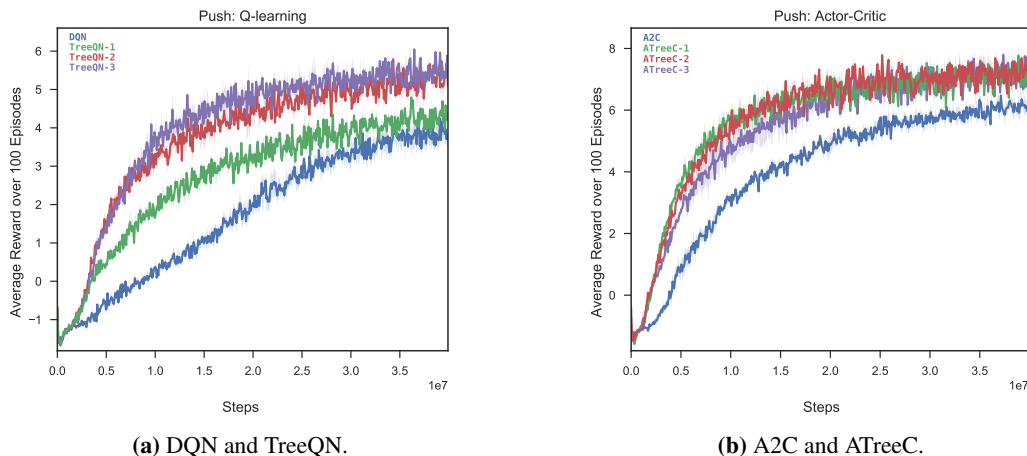 Push: Q-learning
DQN
TreeQN-1
TreeQN-2
TreeQN-3
Average Reward over 100 Episodes
6
5
4
3
2
1
0
−1
0.0 0.5 1.0 1.5 2.0 2.5 3.0 3.5
1e7
Steps
(a) DQN and TreeQN.
Push: Actor-Critic
A2C
ATreeC-1
ATreeC-2
ATreeC-3
Average Reward over 100 Episodes
8
6
4
2
0
0.0 0.5 1.0 1.5 2.0 2.5 3.0 3.5
1e7
Steps
(b) A2C and ATreeC.